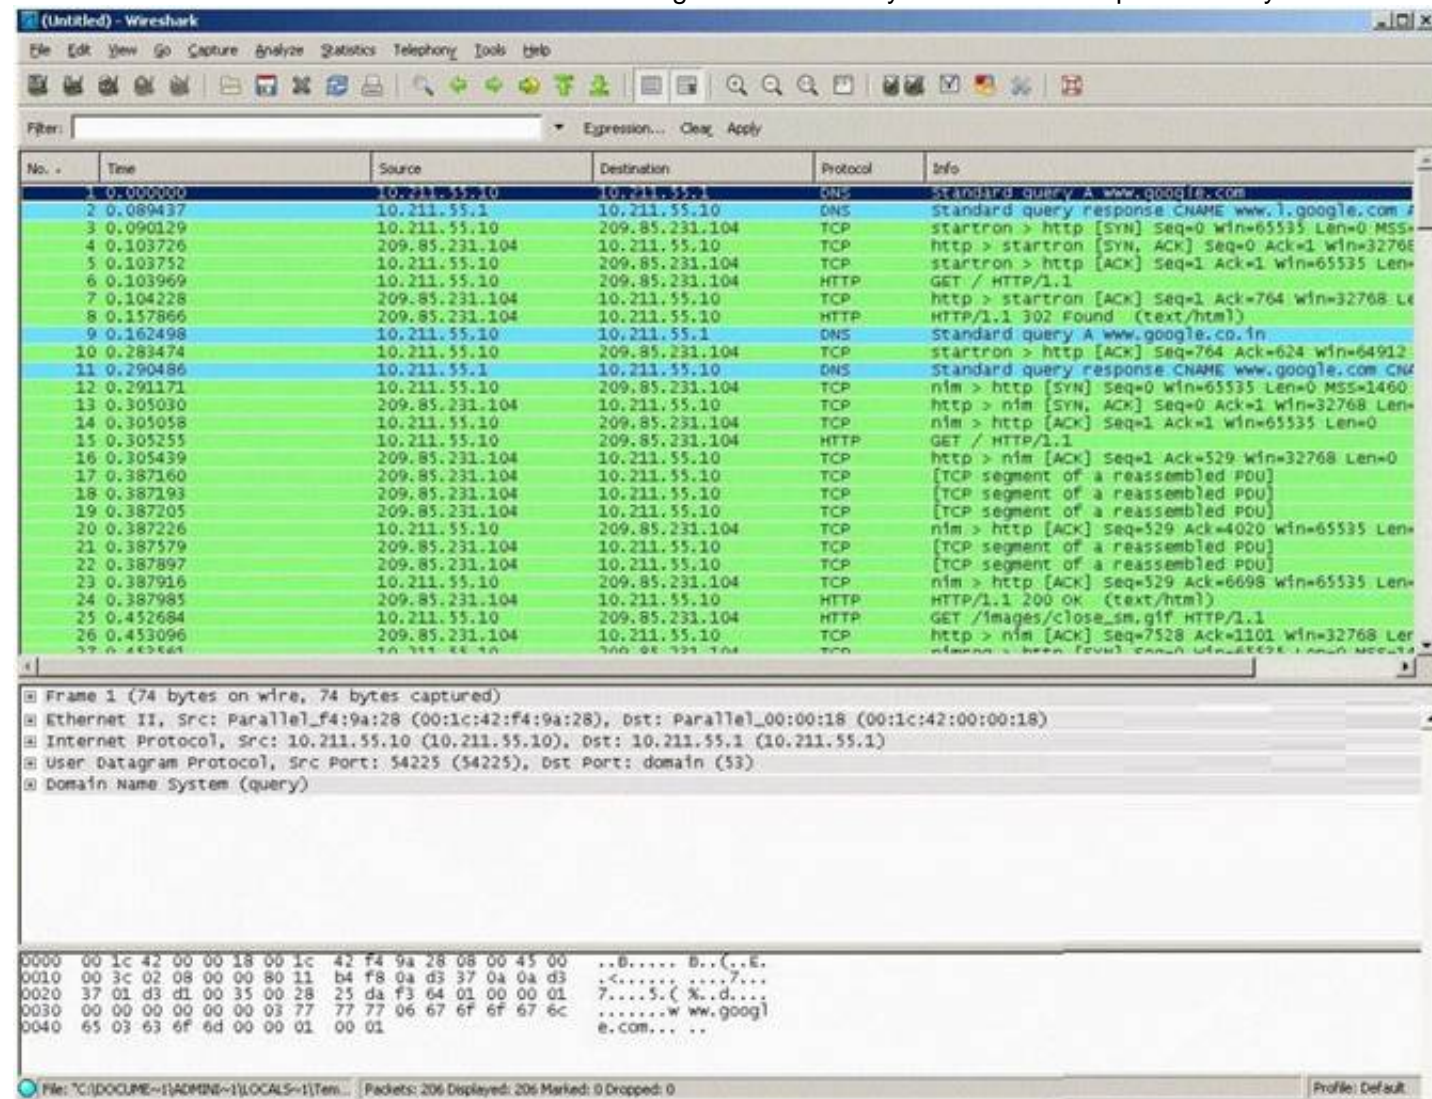 (Untitled) - Wireshark
File Edit View Go Capture Analyze Statistics Telephony Tools Help
Filter: Expression... Clear Apply
No. . Time Source Destination Protocol Info
1 0.000000 10.211.55.10 10.211.55.1 DNS Standard query A www.google.com
2 0.089437 10.211.55.1 10.211.55.10 DNS Standard query response CNAME www.l.google.com A
3 0.090129 10.211.55.10 209.85.231.104 TCP startron > http [SYN] Seq=0 Win=65535 Len=0 MSS=
4 0.103726 209.85.231.104 10.211.55.10 TCP http > startron [SYN, ACK] Seq=0 Ack=1 Win=32768
5 0.103752 10.211.55.10 209.85.231.104 TCP startron > http [ACK] Seq=1 Ack=1 Win=65535 Len=
6 0.103969 10.211.55.10 209.85.231.104 HTTP GET / HTTP/1.1
7 0.104228 209.85.231.104 10.211.55.10 TCP http > startron [ACK] Seq=1 Ack=764 Win=32768 Le
8 0.157866 209.85.231.104 10.211.55.10 HTTP HTTP/1.1 302 Found (text/html)
9 0.162498 10.211.55.10 10.211.55.1 DNS Standard query A www.google.co.in
10 0.283474 10.211.55.10 209.85.231.104 TCP startron > http [ACK] Seq=764 Ack=624 Win=64912
11 0.290486 10.211.55.1 10.211.55.10 DNS Standard query response CNAME www.google.com CNA
12 0.291171 10.211.55.10 209.85.231.104 TCP nim > http [SYN] Seq=0 Win=65535 Len=0 MSS=1460
13 0.305030 209.85.231.104 10.211.55.10 TCP http > nim [SYN, ACK] Seq=0 Ack=1 Win=32768 Len=
14 0.305058 10.211.55.10 209.85.231.104 TCP nim > http [ACK] Seq=1 Ack=1 Win=65535 Len=0
15 0.305255 10.211.55.10 209.85.231.104 HTTP GET / HTTP/1.1
16 0.305439 209.85.231.104 10.211.55.10 TCP http > nim [ACK] Seq=1 Ack=529 Win=32768 Len=0
17 0.387160 209.85.231.104 10.211.55.10 TCP [TCP segment of a reassembled PDU]
18 0.387193 209.85.231.104 10.211.55.10 TCP [TCP segment of a reassembled PDU]
19 0.387205 209.85.231.104 10.211.55.10 TCP [TCP segment of a reassembled PDU]
20 0.387226 10.211.55.10 209.85.231.104 TCP nim > http [ACK] Seq=529 Ack=4020 Win=65535 Len=
21 0.387579 209.85.231.104 10.211.55.10 TCP [TCP segment of a reassembled PDU]
22 0.387897 209.85.231.104 10.211.55.10 TCP [TCP segment of a reassembled PDU]
23 0.387916 10.211.55.10 209.85.231.104 TCP nim > http [ACK] Seq=529 Ack=6698 Win=65535 Len=
24 0.387985 209.85.231.104 10.211.55.10 HTTP HTTP/1.1 200 OK (text/html)
25 0.452684 10.211.55.10 209.85.231.104 HTTP GET /images/close_sm.gif HTTP/1.1
26 0.453096 209.85.231.104 10.211.55.10 TCP http > nim [ACK] Seq=7528 Ack=1101 Win=32768 Ler
Frame 1 (74 bytes on wire, 74 bytes captured)
Ethernet II, Src: Parallel_f4:9a:28 (00:1c:42:f4:9a:28), Dst: Parallel_00:00:18 (00:1c:42:00:00:18)
Internet Protocol, Src: 10.211.55.10 (10.211.55.10), Dst: 10.211.55.1 (10.211.55.1)
User Datagram Protocol, Src Port: 54225 (54225), Dst Port: domain (53)
Domain Name System (query)
0000 00 1c 42 00 00 18 00 1c 42 f4 9a 28 08 00 45 00 ..B..... B..(..E.
0010 00 3c 02 08 00 00 80 11 b4 f8 0a d3 37 0a 0a d3 .<...... ....7...
0020 37 01 d3 d1 00 35 00 28 25 da f3 64 01 00 00 01 7....5.( %..d....
0030 00 00 00 00 00 00 03 77 77 77 06 67 6f 6f 67 6c .......w ww.googl
0040 65 03 63 6f 6d 00 00 01 00 01 e.com... ..
File: "C:\DOCUME~1\ADMINI~1\LOCALS~1\Tem... Packets: 206 Displayed: 206 Marked: 0 Dropped: 0 Profile: Default